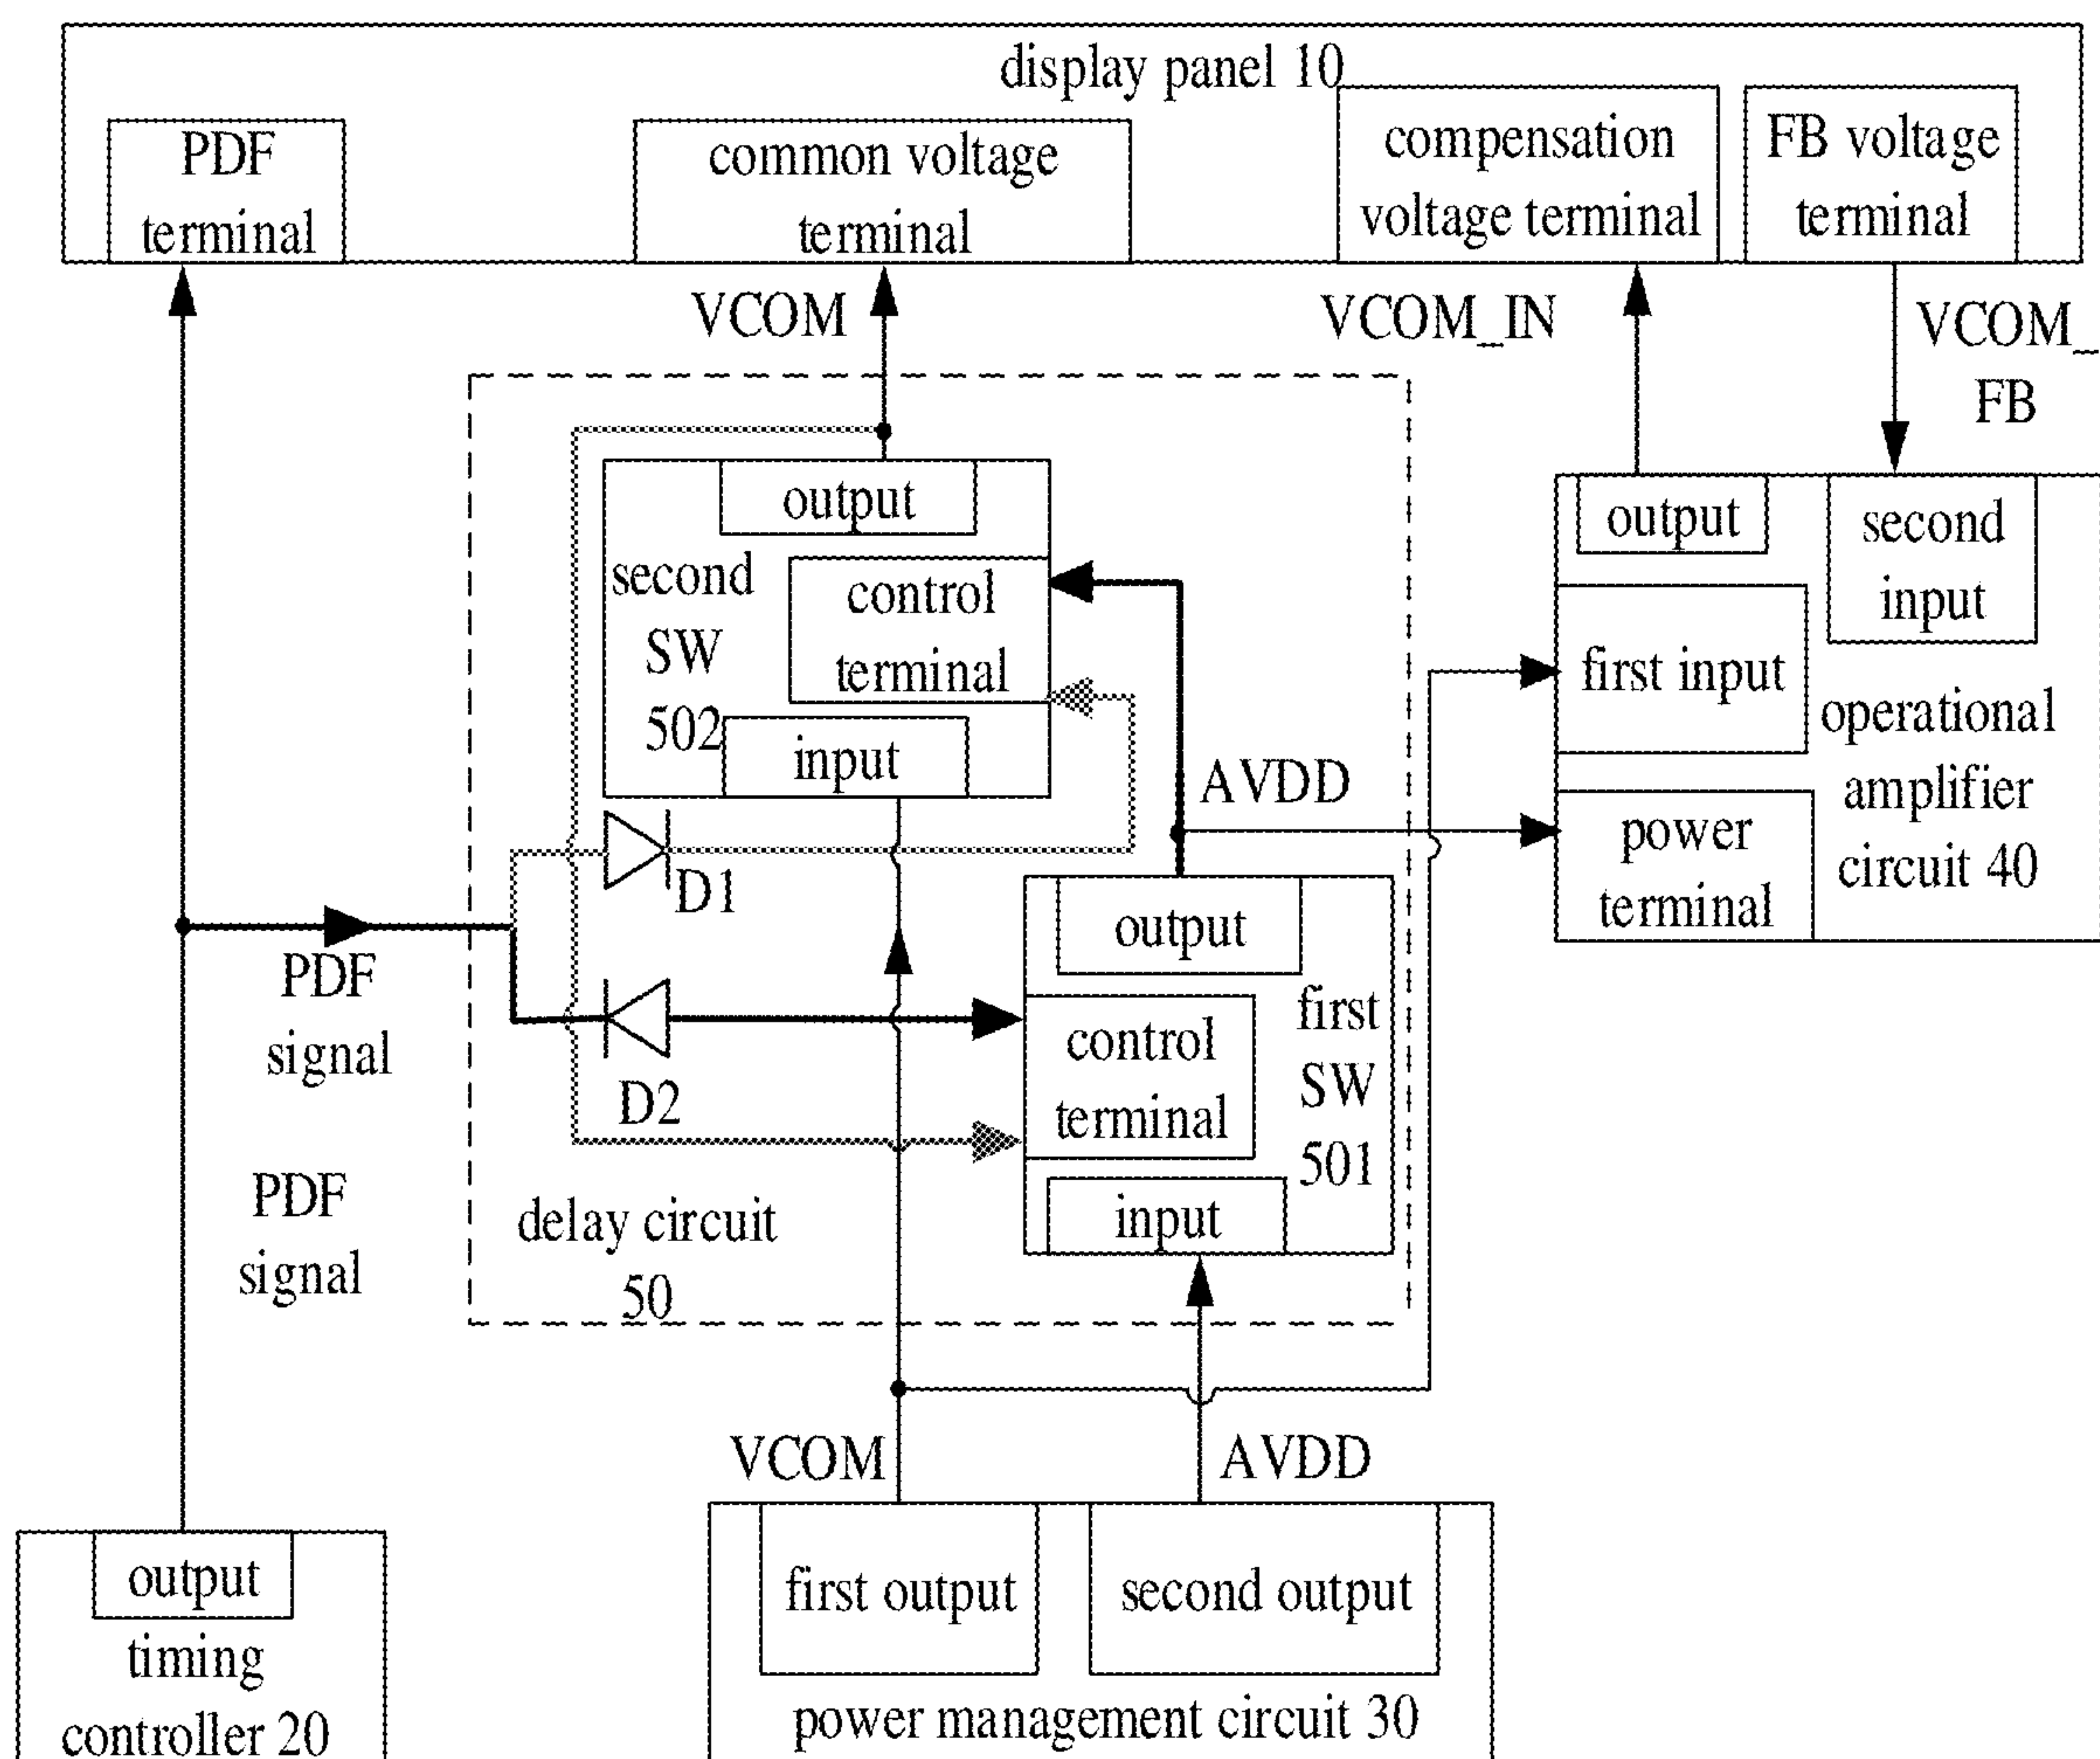 display panel 10
PDF
terminal
common voltage
terminal
compensation
voltage terminal
FB voltage
terminal
VCOM
VCOM_IN
VCOM_
FB
output
second
SW
502
control
terminal
input
output
second
input
first input
operational
amplifier
circuit 40
power
terminal
AVDD
D1
PDF
signal
D2
output
first
SW
501
control
terminal
input
PDF
signal
delay circuit
50
VCOM
AVDD
output
timing
controller 20
first output
second output
power management circuit 30